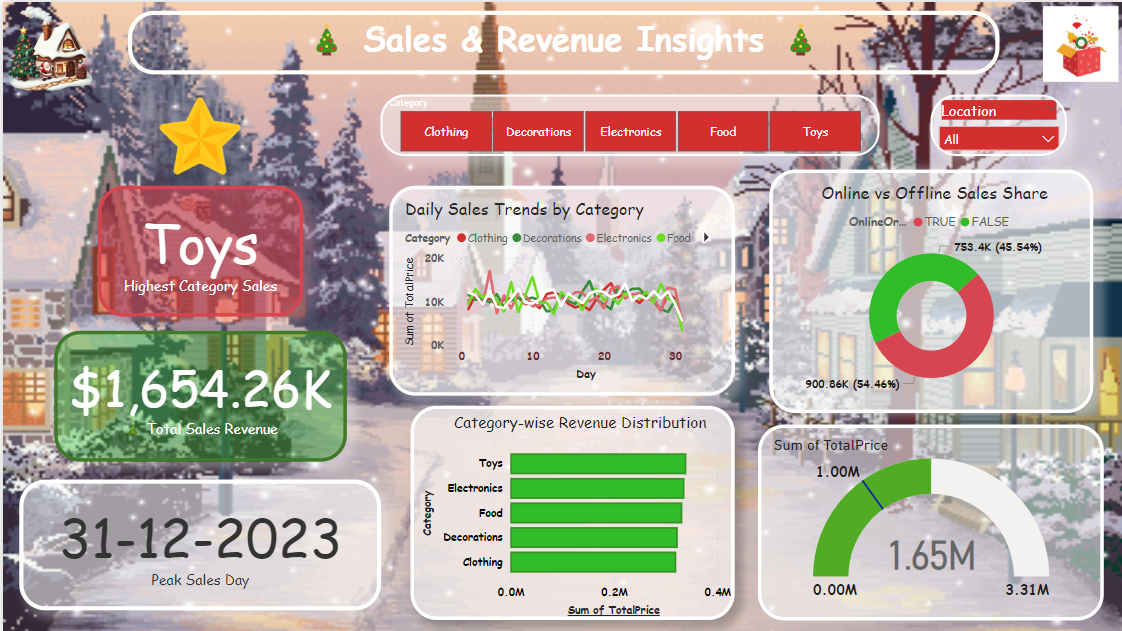 Sales & Revenue Insights
Category
Clothing
Decorations
Electronics
Food
Toys
Location
All
Toys
Highest Category Sales
$1,654.26K
Total Sales Revenue
31-12-2023
Peak Sales Day
Daily Sales Trends by Category
Category Clothing Decorations Electronics Food
Sum of TotalPrice
20K
10K
0K
0 10 20 30
Day
Category-wise Revenue Distribution
Category
Toys
Electronics
Food
Decorations
Clothing
0.0M 0.2M 0.4M
Sum of TotalPrice
Online vs Offline Sales Share
OnlineOr... TRUE FALSE
753.4K (45.54%)
900.86K (54.46%)
Sum of TotalPrice
1.00M
1.65M
0.00M 3.31M